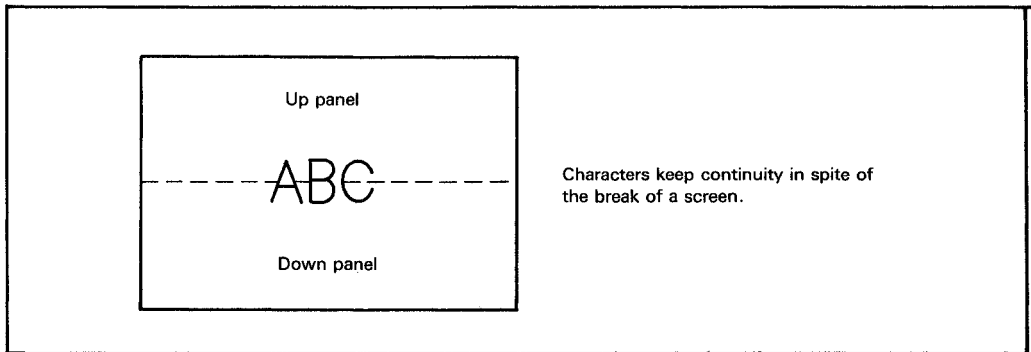 Up panel
ABC
Characters keep continuity in spite of
the break of a screen.
Down panel